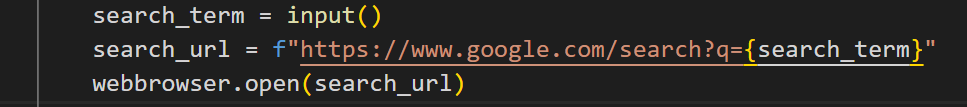 search_term = input()
search_url = f"https://www.google.com/search?q={search_term}"
webbrowser.open(search_url)